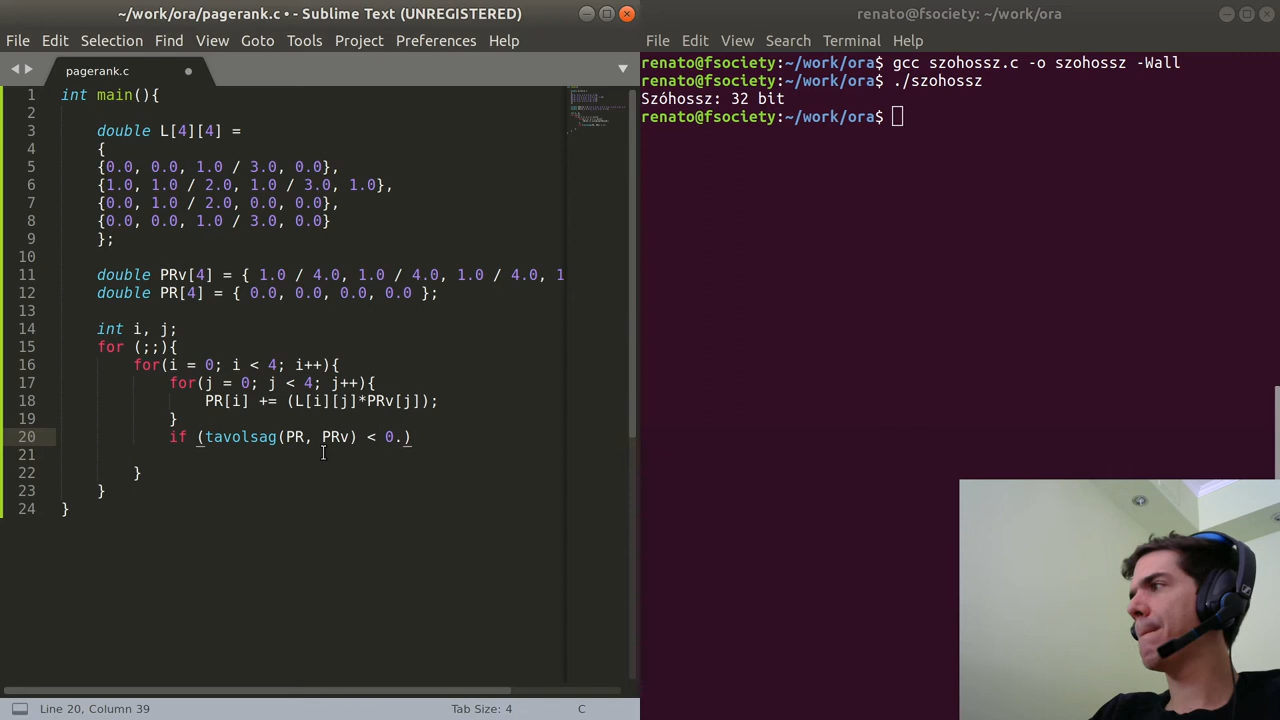 ~/work/ora/pagerank.c • - Sublime Text (UNREGISTERED)
File Edit Selection Find View Goto Tools Project Preferences Help
pagerank.c
1 int main(){
2
3 double L[4][4] =
4 {
5 {0.0, 0.0, 1.0 / 3.0, 0.0},
6 {1.0, 1.0 / 2.0, 1.0 / 3.0, 1.0},
7 {0.0, 1.0 / 2.0, 0.0, 0.0},
8 {0.0, 0.0, 1.0 / 3.0, 0.0}
9 };
10
11 double PRv[4] = { 1.0 / 4.0, 1.0 / 4.0, 1.0 / 4.0, 1
12 double PR[4] = { 0.0, 0.0, 0.0, 0.0 };
13
14 int i, j;
15 for (;;){
16 for(i = 0; i < 4; i++){
17 for(j = 0; j < 4; j++){
18 PR[i] += (L[i][j]*PRv[j]);
19 }
20 if (tavolsag(PR, PRv) < 0.)
21
22 }
23 }
24 }
Line 20, Column 39
Tab Size: 4
C
renato@fsociety: ~/work/ora
File Edit View Search Terminal Help
renato@fsociety:~/work/ora$ gcc szohossz.c -o szohossz -Wall
renato@fsociety:~/work/ora$ ./szohossz
Szóhossz: 32 bit
renato@fsociety:~/work/ora$